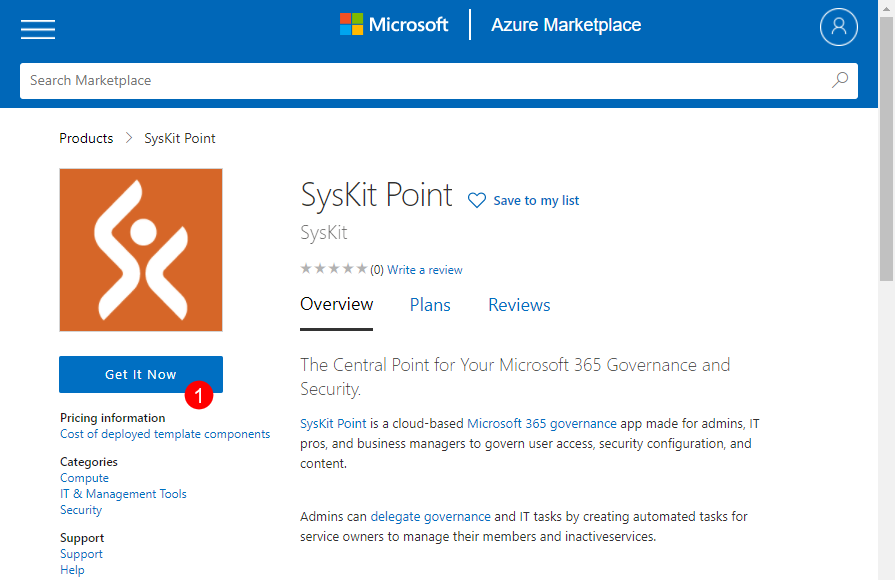 Microsoft
Azure Marketplace
Search Marketplace
Products
SysKit Point
SysKit Point
Save to my list
SysKit
(0) Write a review
Overview
Plans
Reviews
Get It Now
1
Pricing information
Cost of deployed template components
Categories
Compute
IT & Management Tools
Security
Support
Support
Help
The Central Point for Your Microsoft 365 Governance and
Security.
SysKit Point is a cloud-based Microsoft 365 governance app made for admins, IT
pros, and business managers to govern user access, security configuration, and
content.
Admins can delegate governance and IT tasks by creating automated tasks for
service owners to manage their members and inactiveservices.